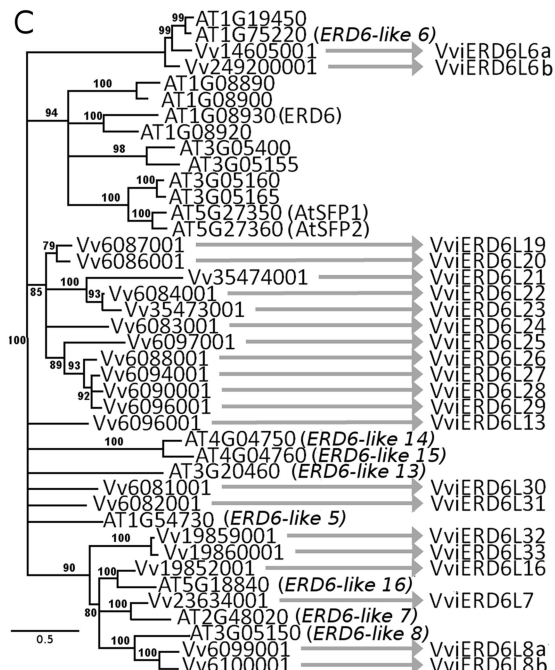 C
99 AT1G19450
99 AT1G75220 (ERD6-like 6)
Vv14605001 VviERD6L6a
Vv249200001 VviERD6L6b
100 AT1G08890
AT1G08900
94 100 AT1G08930(ERD6)
AT1G08920
98 AT3G05400
AT3G05155
100 AT3G05160
AT3G05165
100 AT5G27350 (AtSFP1)
AT5G27360 (AtSFP2)
79 Vv6087001 VviERD6L19
Vv6086001 VviERD6L20
100 Vv35474001 VviERD6L21
85 93 Vv6084001 VviERD6L22
Vv35473001 VviERD6L23
Vv6083001 VviERD6L24
100 Vv6097001 VviERD6L25
89 93 Vv6088001 VviERD6L26
Vv6094001 VviERD6L27
92 Vv6090001 VviERD6L28
Vv6096001 VviERD6L29
Vv6096001 VviERD6L13
100 AT4G04750 (ERD6-like 14)
AT4G04760 (ERD6-like 15)
AT3G20460 (ERD6-like 13)
Vv6081001 VviERD6L30
Vv6082001 VviERD6L31
AT1G54730 (ERD6-like 5)
100 Vv19859001 VviERD6L32
Vv19860001 VviERD6L33
90 100 Vv19852001 VviERD6L16
AT5G18840 (ERD6-like 16)
80 100 Vv23634001 VviERD6L7
AT2G48020 (ERD6-like 7)
AT3G05150 (ERD6-like 8)
100 Vv6099001 VviERD6L8a
100 Vv6100001 VviERD6L8b
0.5